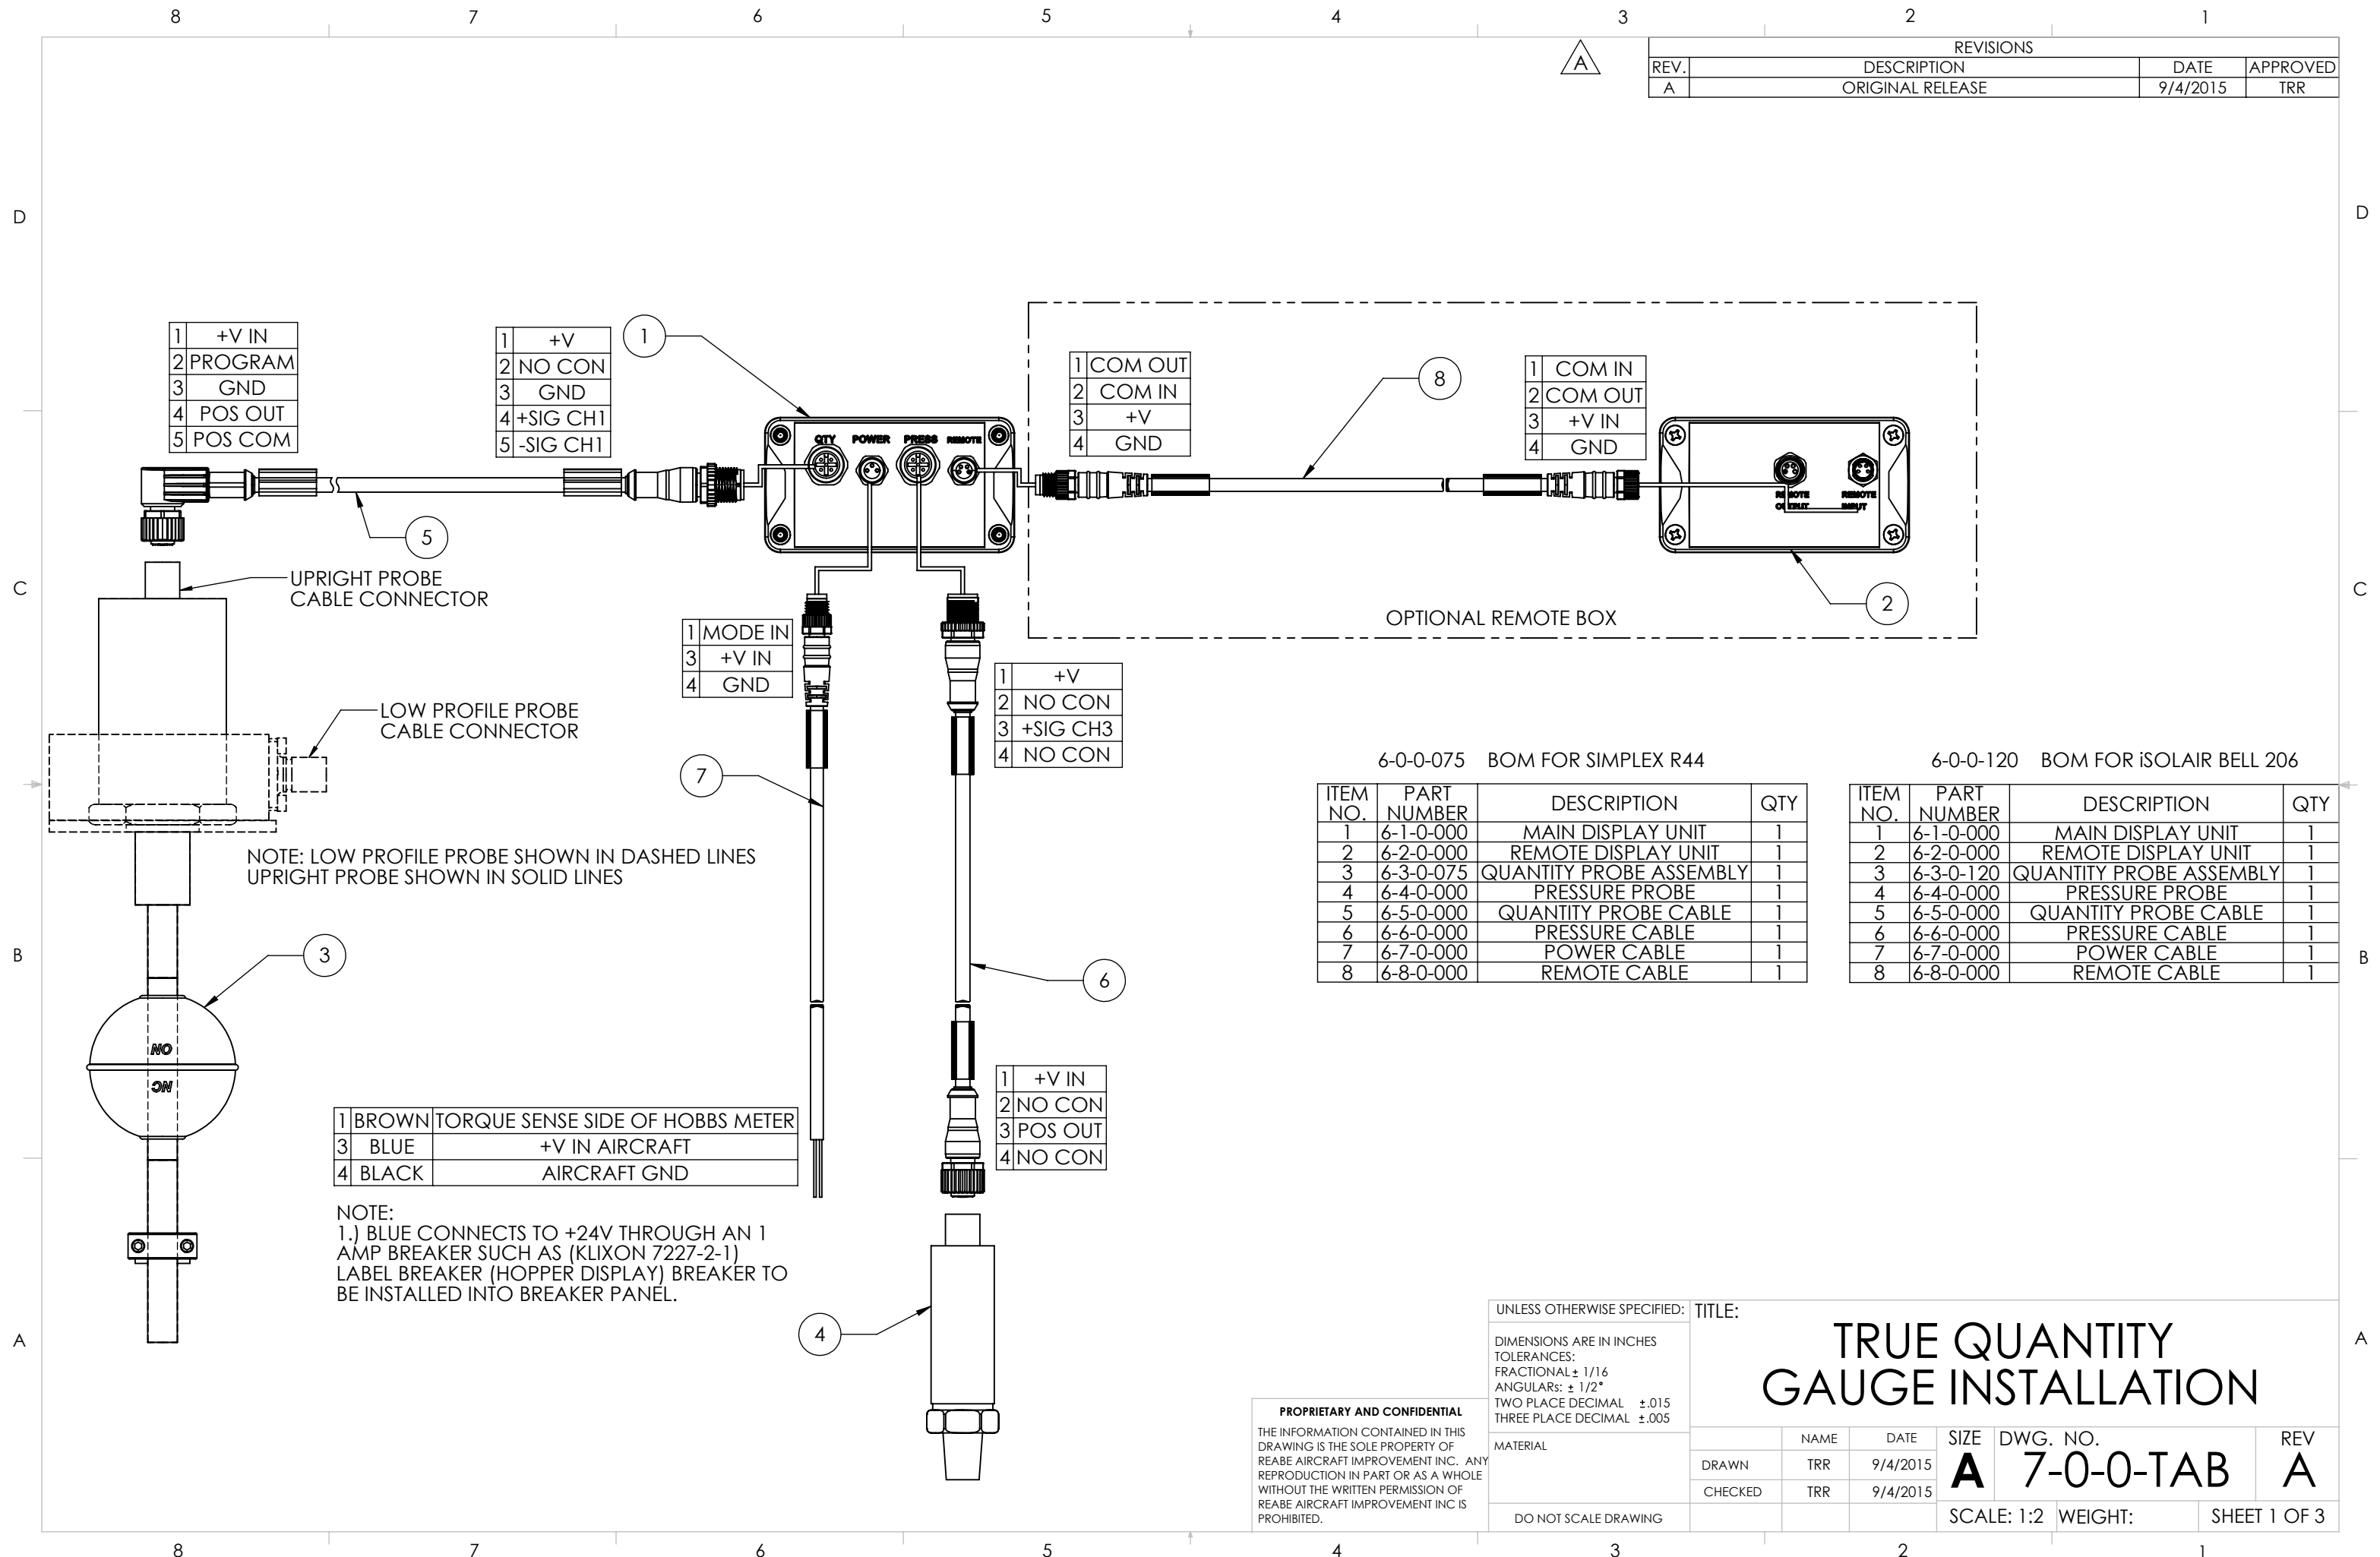 8 7 6 5 4 3 2 1
REVISIONS
REV. DESCRIPTION DATE APPROVED
A ORIGINAL RELEASE 9/4/2015 TRR
A
D D
1 +V IN
2 PROGRAM
3 GND
4 POS OUT
5 POS COM
1 +V
2 NO CON
3 GND
4 +SIG CH1
5 -SIG CH1
1
QTY POWER PRESS REMOTE
1 COM OUT
2 COM IN
3 +V
4 GND
8
1 COM IN
2 COM OUT
3 +V IN
4 GND
REMOTE OUTPUT
REMOTE INPUT
5
2
OPTIONAL REMOTE BOX
C C
UPRIGHT PROBE
CABLE CONNECTOR
1 MODE IN
3 +V IN
4 GND
1 +V
2 NO CON
3 +SIG CH3
4 NO CON
LOW PROFILE PROBE
CABLE CONNECTOR
7
NOTE: LOW PROFILE PROBE SHOWN IN DASHED LINES
UPRIGHT PROBE SHOWN IN SOLID LINES
6-0-0-075 BOM FOR SIMPLEX R44
ITEM NO. PART NUMBER DESCRIPTION QTY
1 6-1-0-000 MAIN DISPLAY UNIT 1
2 6-2-0-000 REMOTE DISPLAY UNIT 1
3 6-3-0-075 QUANTITY PROBE ASSEMBLY 1
4 6-4-0-000 PRESSURE PROBE 1
5 6-5-0-000 QUANTITY PROBE CABLE 1
6 6-6-0-000 PRESSURE CABLE 1
7 6-7-0-000 POWER CABLE 1
8 6-8-0-000 REMOTE CABLE 1
6-0-0-120 BOM FOR iSOLAIR BELL 206
ITEM NO. PART NUMBER DESCRIPTION QTY
1 6-1-0-000 MAIN DISPLAY UNIT 1
2 6-2-0-000 REMOTE DISPLAY UNIT 1
3 6-3-0-120 QUANTITY PROBE ASSEMBLY 1
4 6-4-0-000 PRESSURE PROBE 1
5 6-5-0-000 QUANTITY PROBE CABLE 1
6 6-6-0-000 PRESSURE CABLE 1
7 6-7-0-000 POWER CABLE 1
8 6-8-0-000 REMOTE CABLE 1
B B
3
6
NO
NC
1 +V IN
2 NO CON
3 POS OUT
4 NO CON
1 BROWN TORQUE SENSE SIDE OF HOBBS METER
3 BLUE +V IN AIRCRAFT
4 BLACK AIRCRAFT GND
NOTE:
1.) BLUE CONNECTS TO +24V THROUGH AN 1
AMP BREAKER SUCH AS (KLIXON 7227-2-1)
LABEL BREAKER (HOPPER DISPLAY) BREAKER TO
BE INSTALLED INTO BREAKER PANEL.
4
A A
PROPRIETARY AND CONFIDENTIAL
THE INFORMATION CONTAINED IN THIS
DRAWING IS THE SOLE PROPERTY OF
REABE AIRCRAFT IMPROVEMENT INC. ANY
REPRODUCTION IN PART OR AS A WHOLE
WITHOUT THE WRITTEN PERMISSION OF
REABE AIRCRAFT IMPROVEMENT INC IS
PROHIBITED.
UNLESS OTHERWISE SPECIFIED:
DIMENSIONS ARE IN INCHES
TOLERANCES:
FRACTIONAL± 1/16
ANGULARs: ± 1/2°
TWO PLACE DECIMAL ±.015
THREE PLACE DECIMAL ±.005
MATERIAL
DO NOT SCALE DRAWING
TITLE:
TRUE QUANTITY
GAUGE INSTALLATION
NAME DATE
DRAWN TRR 9/4/2015
CHECKED TRR 9/4/2015
SIZE A
DWG. NO. 7-0-0-TAB
REV A
SCALE: 1:2 WEIGHT: SHEET 1 OF 3
8 7 6 5 4 3 2 1